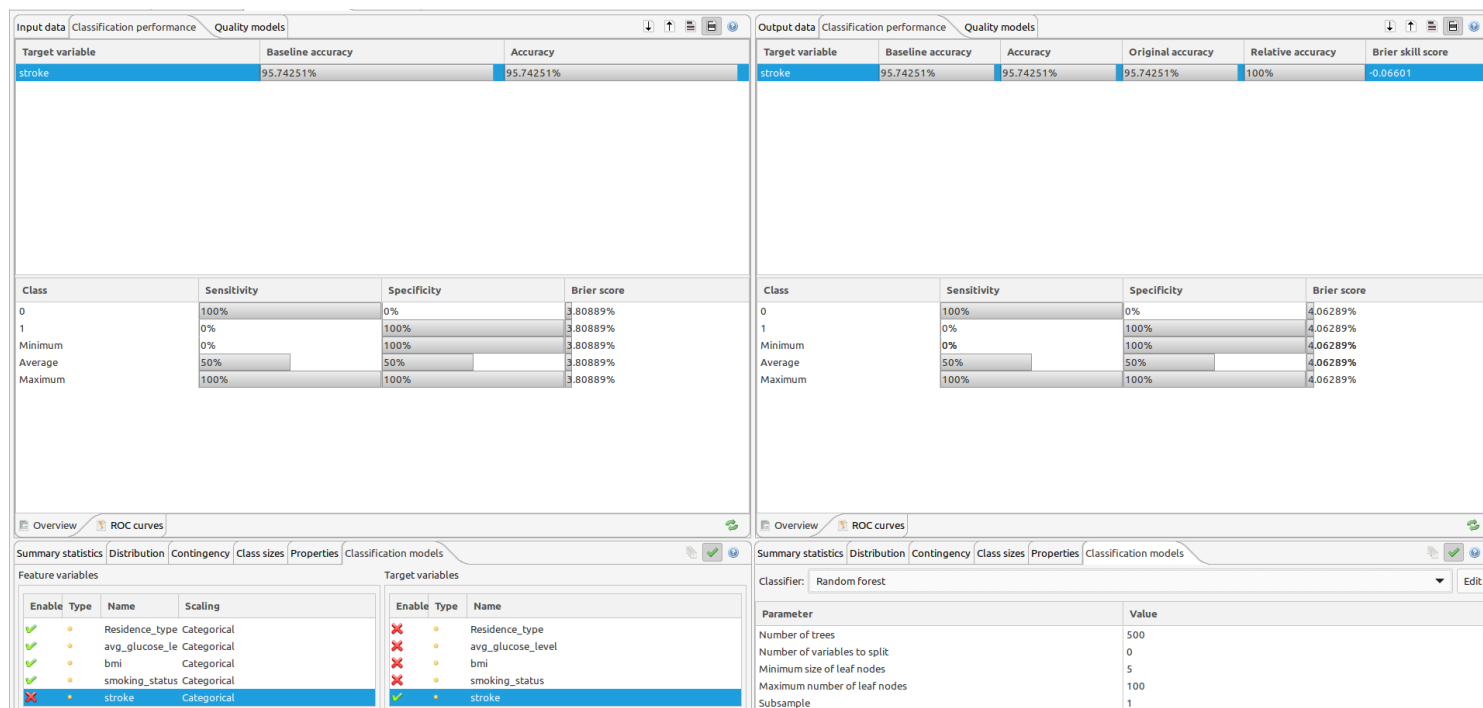 Input data Classification performance Quality models
Target variable Baseline accuracy Accuracy
stroke 95.74251% 95.74251%
Class Sensitivity Specificity Brier score
0 100% 0% 3.80889%
1 0% 100% 3.80889%
Minimum 0% 100% 3.80889%
Average 50% 50% 3.80889%
Maximum 100% 100% 3.80889%
Overview ROC curves
Summary statistics Distribution Contingency Class sizes Properties Classification models
Feature variables Target variables
Enable Type Name Scaling Enable Type Name
Residence_type Categorical Residence_type
avg_glucose_le Categorical avg_glucose_level
bmi Categorical bmi
smoking_status Categorical smoking_status
stroke Categorical stroke
Output data Classification performance Quality models
Target variable Baseline accuracy Accuracy Original accuracy Relative accuracy Brier skill score
stroke 95.74251% 95.74251% 95.74251% 100% -0.06601
Class Sensitivity Specificity Brier score
0 100% 0% 4.06289%
1 0% 100% 4.06289%
Minimum 0% 100% 4.06289%
Average 50% 50% 4.06289%
Maximum 100% 100% 4.06289%
Overview ROC curves
Summary statistics Distribution Contingency Class sizes Properties Classification models
Classifier: Random forest Edit
Parameter Value
Number of trees 500
Number of variables to split 0
Minimum size of leaf nodes 5
Maximum number of leaf nodes 100
Subsample 1